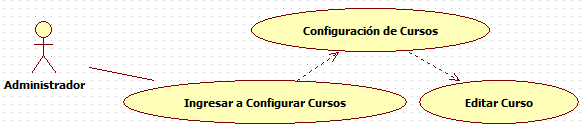 Configuración de Cursos
Administrador
Ingresar a Configurar Cursos
Editar Curso